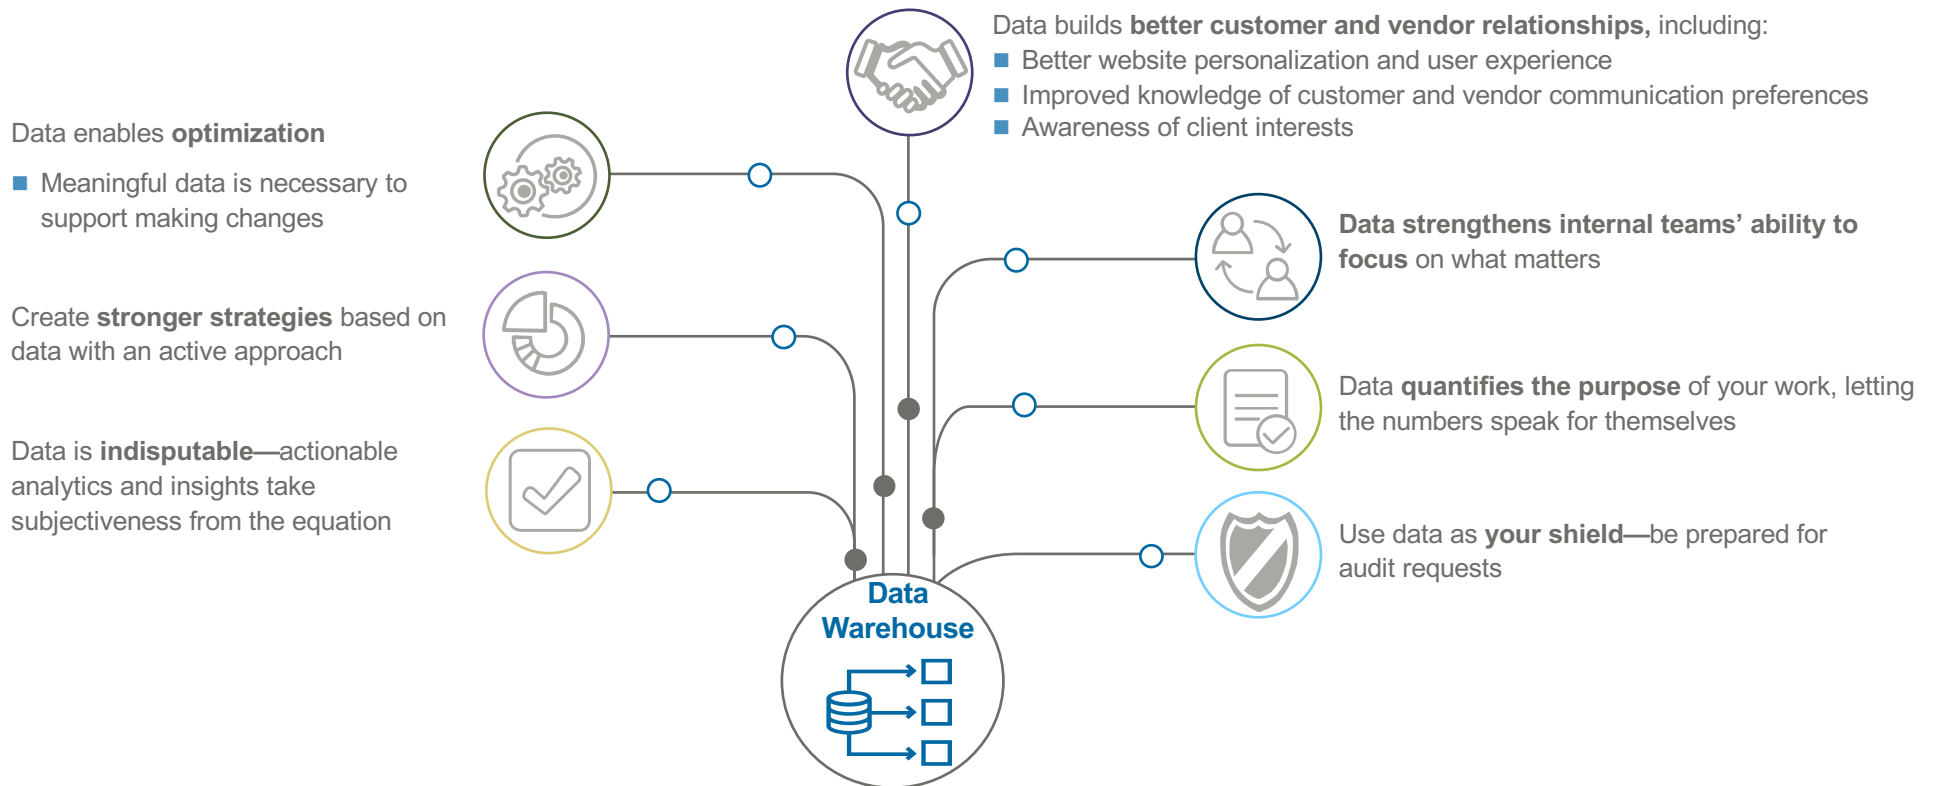 Data builds better customer and vendor relationships, including:
■ Better website personalization and user experience
■ Improved knowledge of customer and vendor communication preferences
■ Awareness of client interests
Data enables optimization
■ Meaningful data is necessary to
support making changes
Create stronger strategies based on
data with an active approach
Data is indisputable—actionable
analytics and insights take
subjectiveness from the equation
Data strengthens internal teams’ ability to
focus on what matters
Data quantifies the purpose of your work, letting
the numbers speak for themselves
Use data as your shield—be prepared for
audit requests
Data
Warehouse